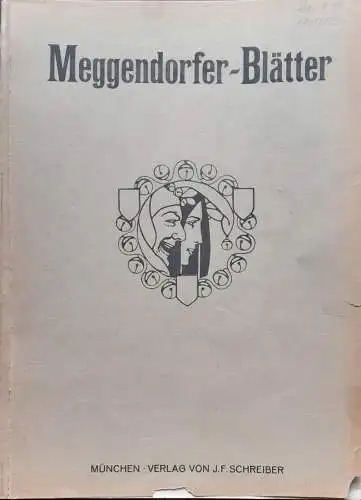 Meggendorfer-Blätter
MÜNCHEN · VERLAG VON J. F. SCHREIBER